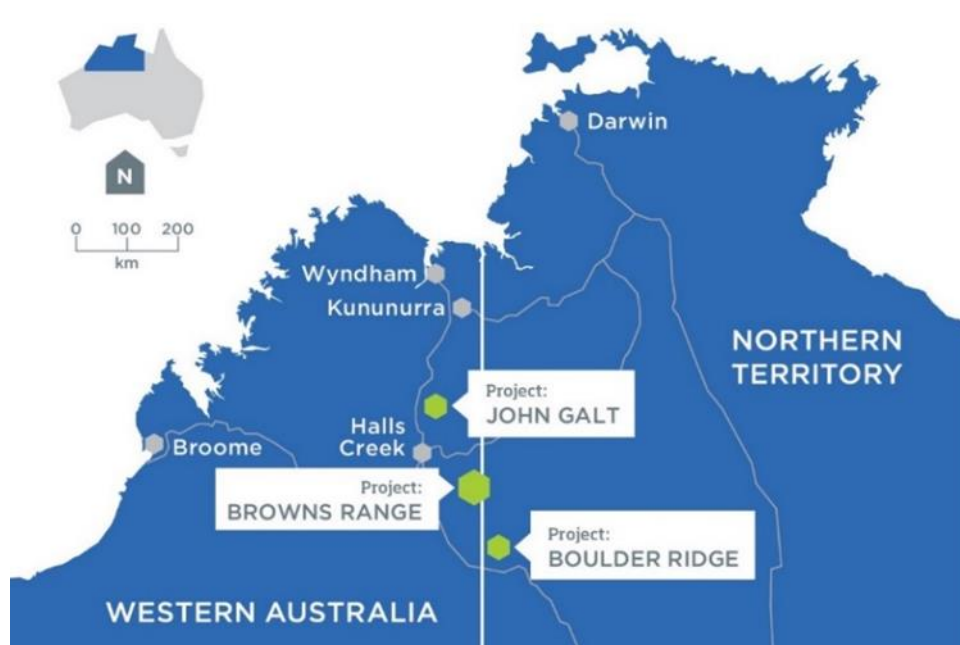 N
0 100 200
km
Darwin
Wyndham
Kununurra
NORTHERN
TERRITORY
Project:
JOHN GALT
Halls
Creek
Broome
Project:
BROWNS RANGE
Project:
BOULDER RIDGE
WESTERN AUSTRALIA